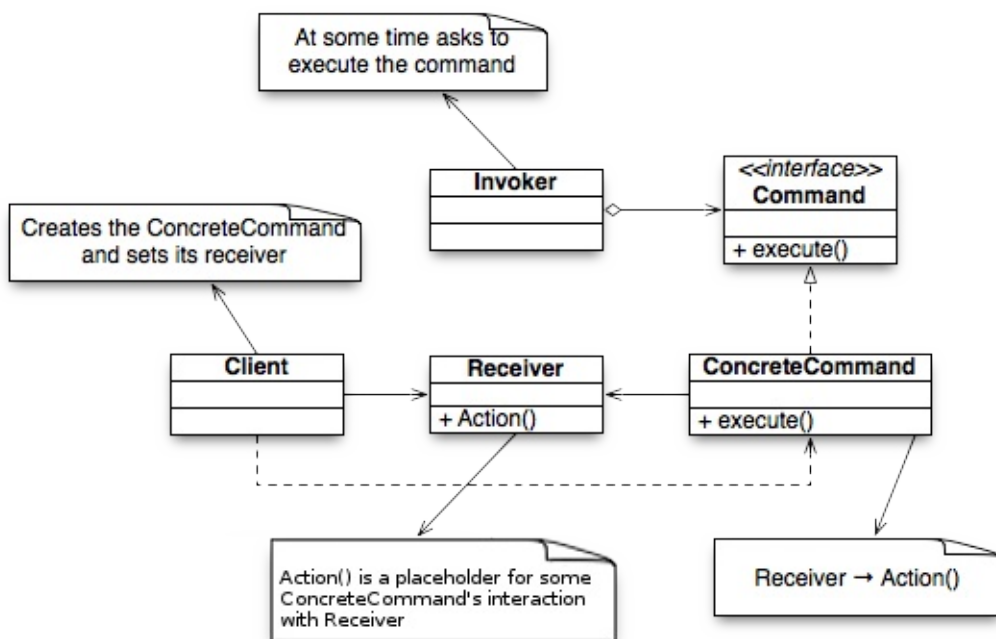 At some time asks to
execute the command
Invoker
<<interface>>
Command
+ execute()
Creates the ConcreteCommand
and sets its receiver
Client
Receiver
+ Action()
ConcreteCommand
+ execute()
Action() is a placeholder for some
ConcreteCommand's interaction
with Receiver
Receiver → Action()